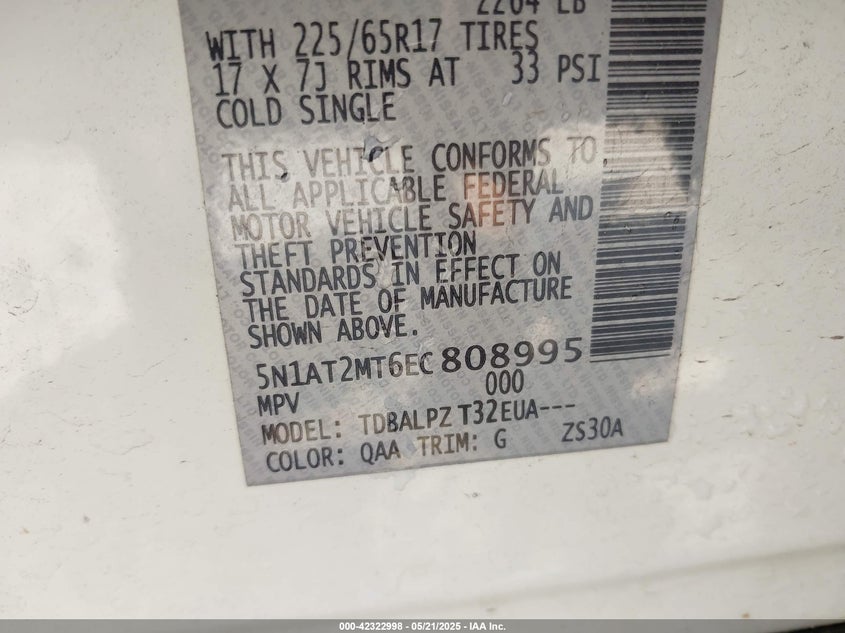 2204 LB
WITH 225/65R17 TIRES
17 X 7J RIMS AT 33 PSI
COLD SINGLE
THIS VEHICLE CONFORMS TO
ALL APPLICABLE FEDERAL
MOTOR VEHICLE SAFETY AND
THEFT PREVENTION
STANDARDS IN EFFECT ON
THE DATE OF MANUFACTURE
SHOWN ABOVE.
5N1AT2MT6EC808995
MPV 000
MODEL: TDBALPZ T32EUA---
COLOR: QAA TRIM: G ZS30A
000-42322998 - 05/21/2025 - IAA Inc.